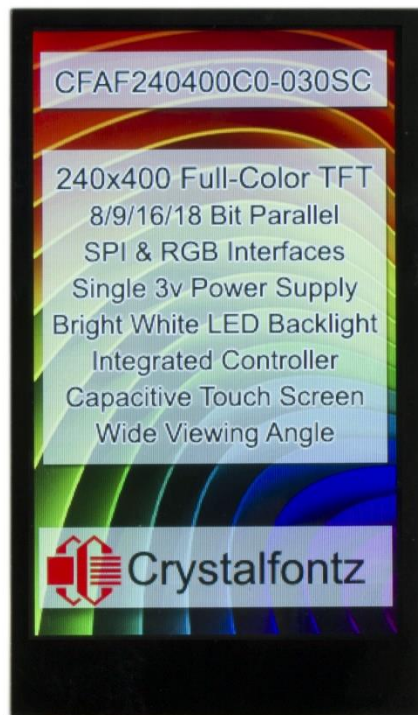 CFAF240400C0-030SC
240x400 Full-Color TFT
8/9/16/18 Bit Parallel
SPI & RGB Interfaces
Single 3v Power Supply
Bright White LED Backlight
Integrated Controller
Capacitive Touch Screen
Wide Viewing Angle
Crystalfontz